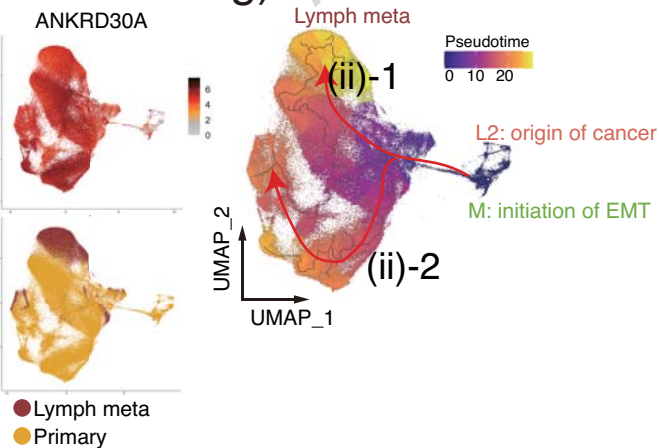 ANKRD30A
6
4
2
0
Lymph meta
Primary
Lymph meta
(ii)-1
Pseudotime
0 10 20
L2: origin of cancer
M: initiation of EMT
(ii)-2
UMAP_2
UMAP_1